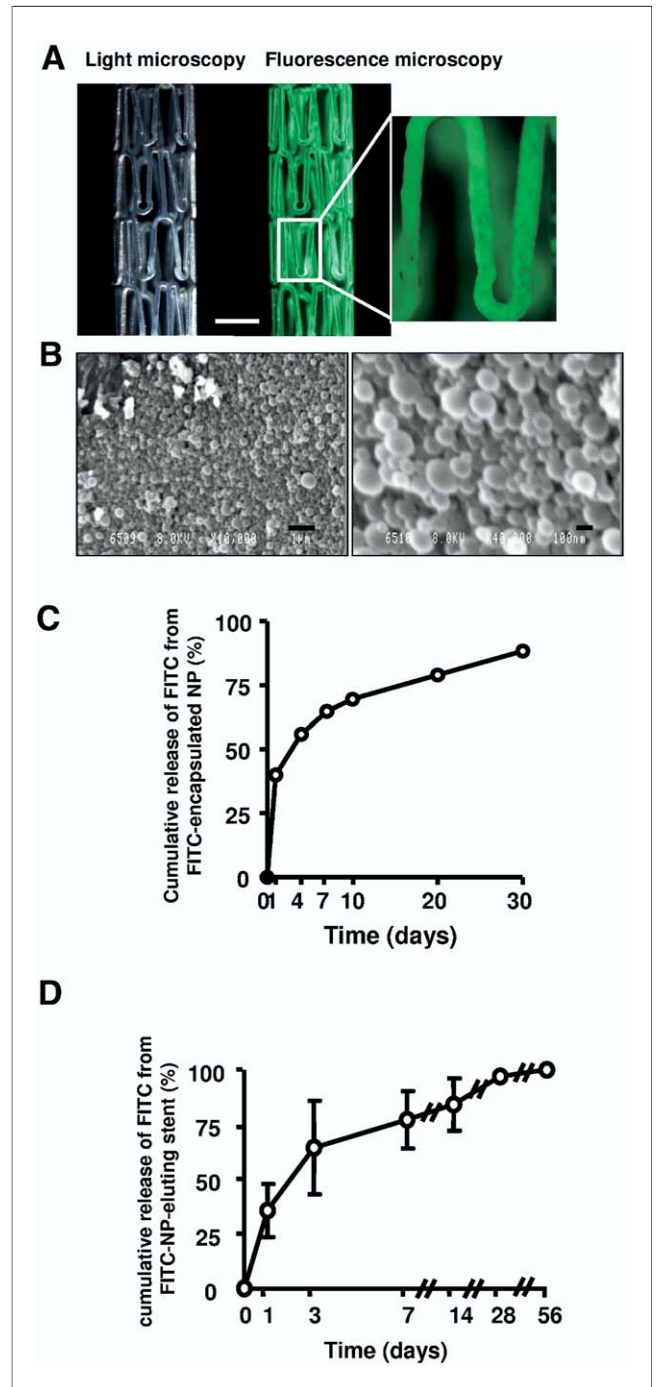 A
Light microscopy Fluorescence microscopy
B
6509 8.0KV X10,000 1μm
6510 8.0KV X40,000 100nm
C
Cumulative release of FITC from
FITC-encapsulated NP (%)
100
75
50
25
0
0 1 4 7 10 20 30
Time (days)
D
cumulative release of FITC from
FITC-NP-eluting stent (%)
100
75
50
25
0
0 1 3 7 14 28 56
Time (days)